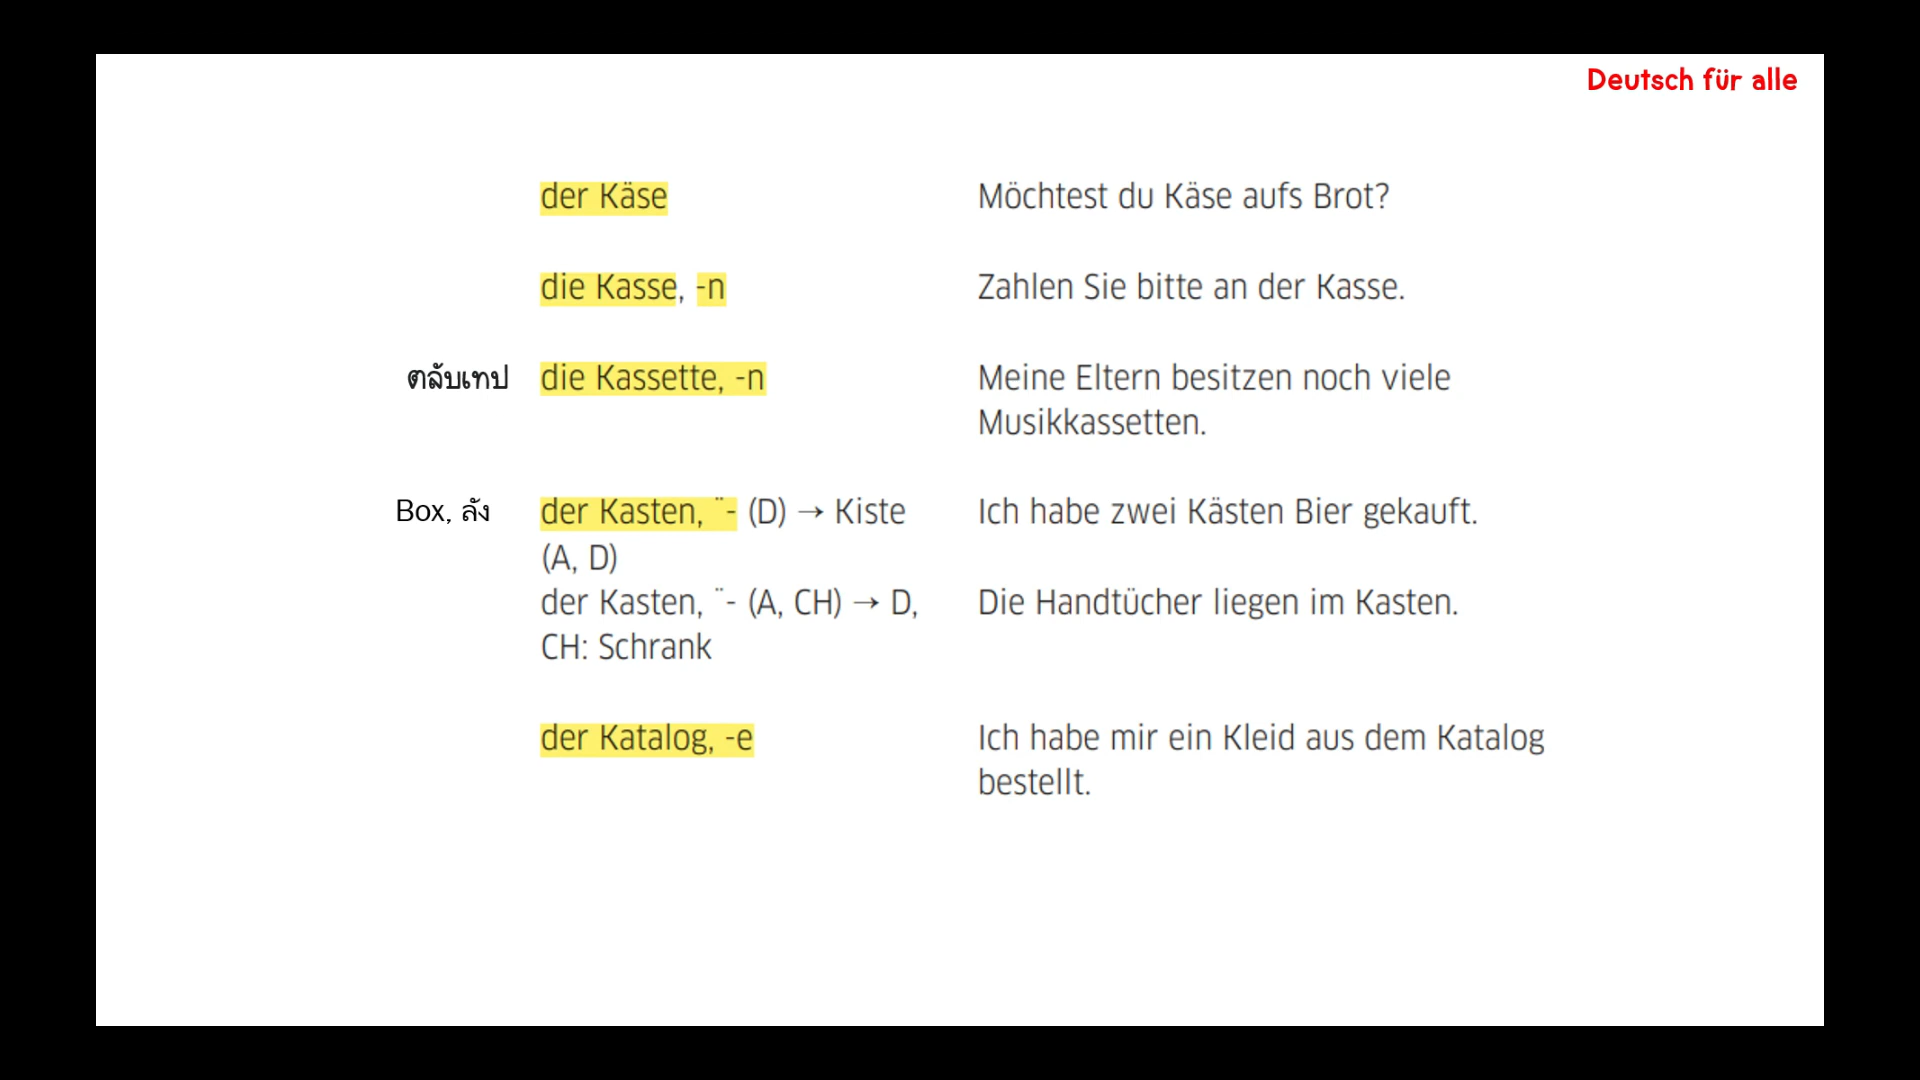 Deutsch für alle
der Käse Möchtest du Käse aufs Brot?
die Kasse, -n Zahlen Sie bitte an der Kasse.
ตลับเทป die Kassette, -n Meine Eltern besitzen noch viele
Musikkassetten.
Box, ลัง der Kasten, ¨- (D) → Kiste Ich habe zwei Kästen Bier gekauft.
(A, D)
der Kasten, ¨- (A, CH) → D, Die Handtücher liegen im Kasten.
CH: Schrank
der Katalog, -e Ich habe mir ein Kleid aus dem Katalog
bestellt.